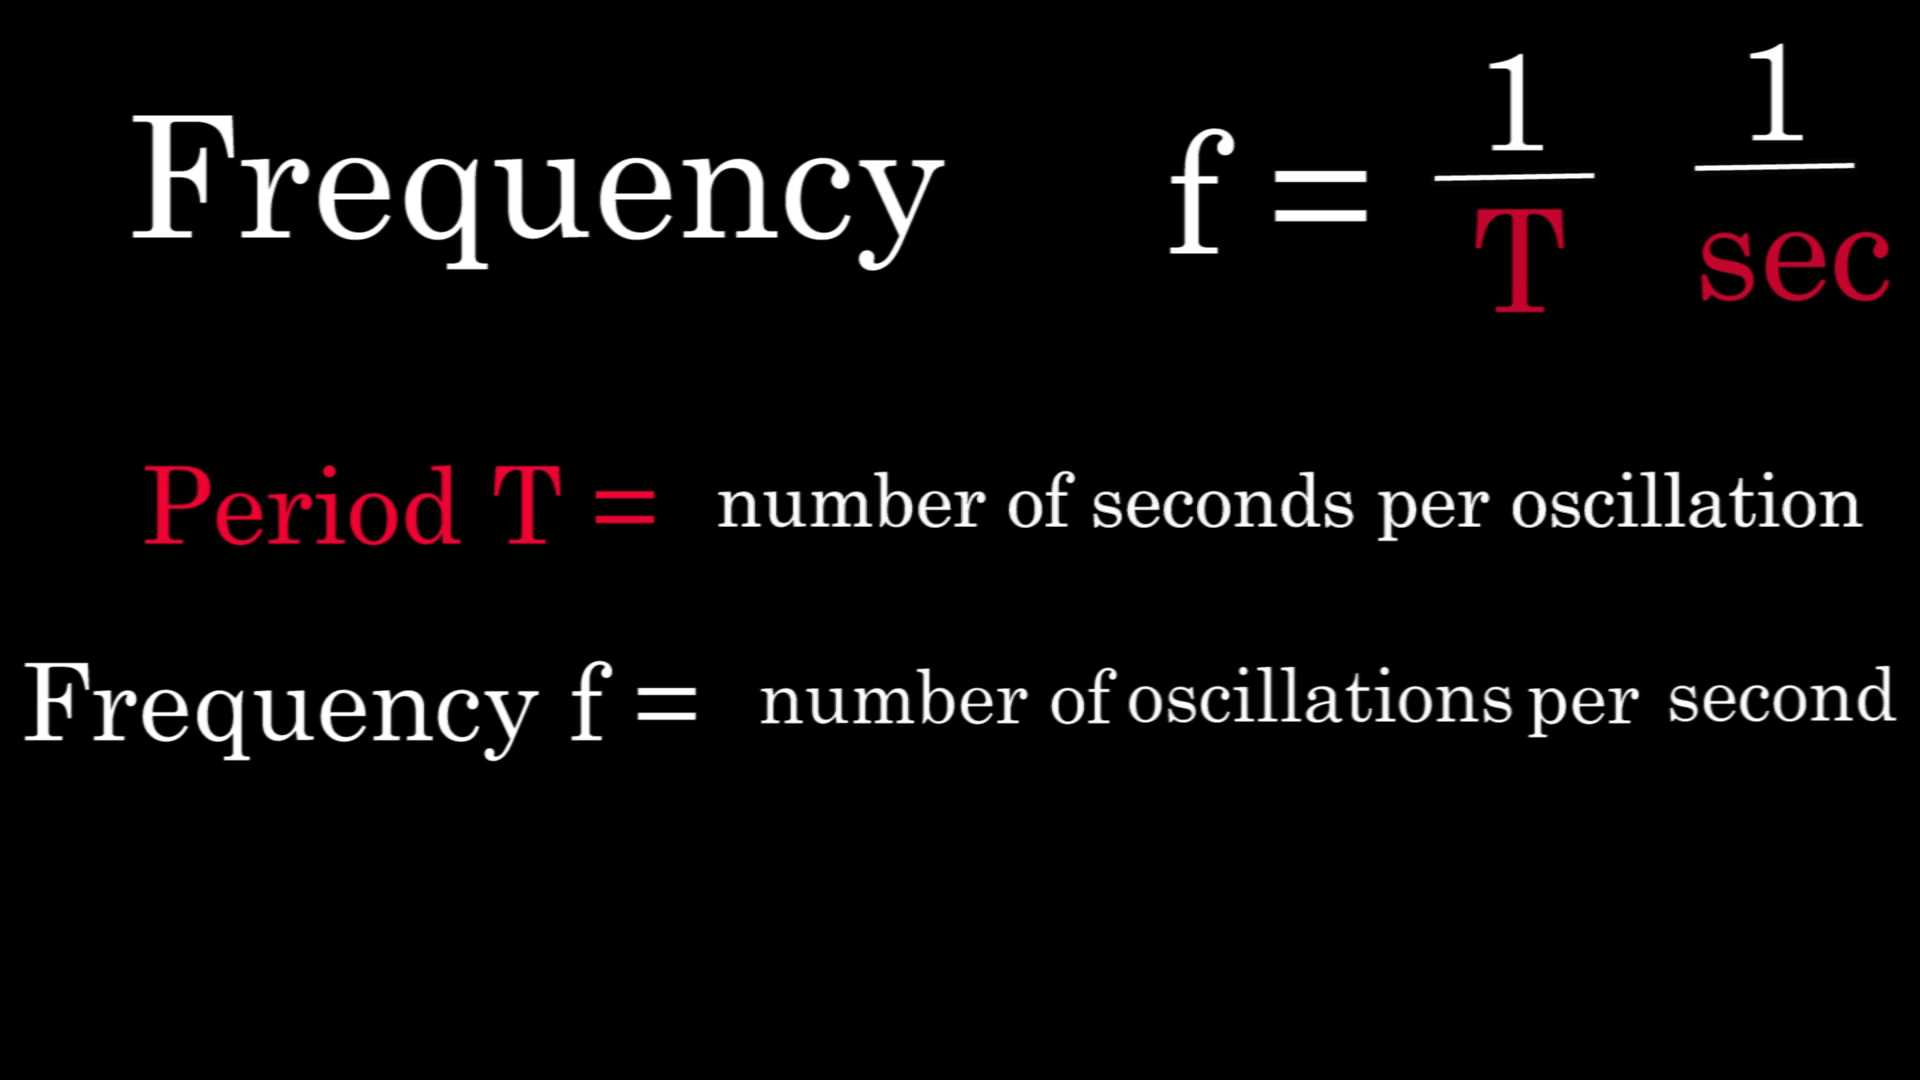 Frequency f = 1/T 1/sec
Period T = number of seconds per oscillation
Frequency f = number of oscillations per second